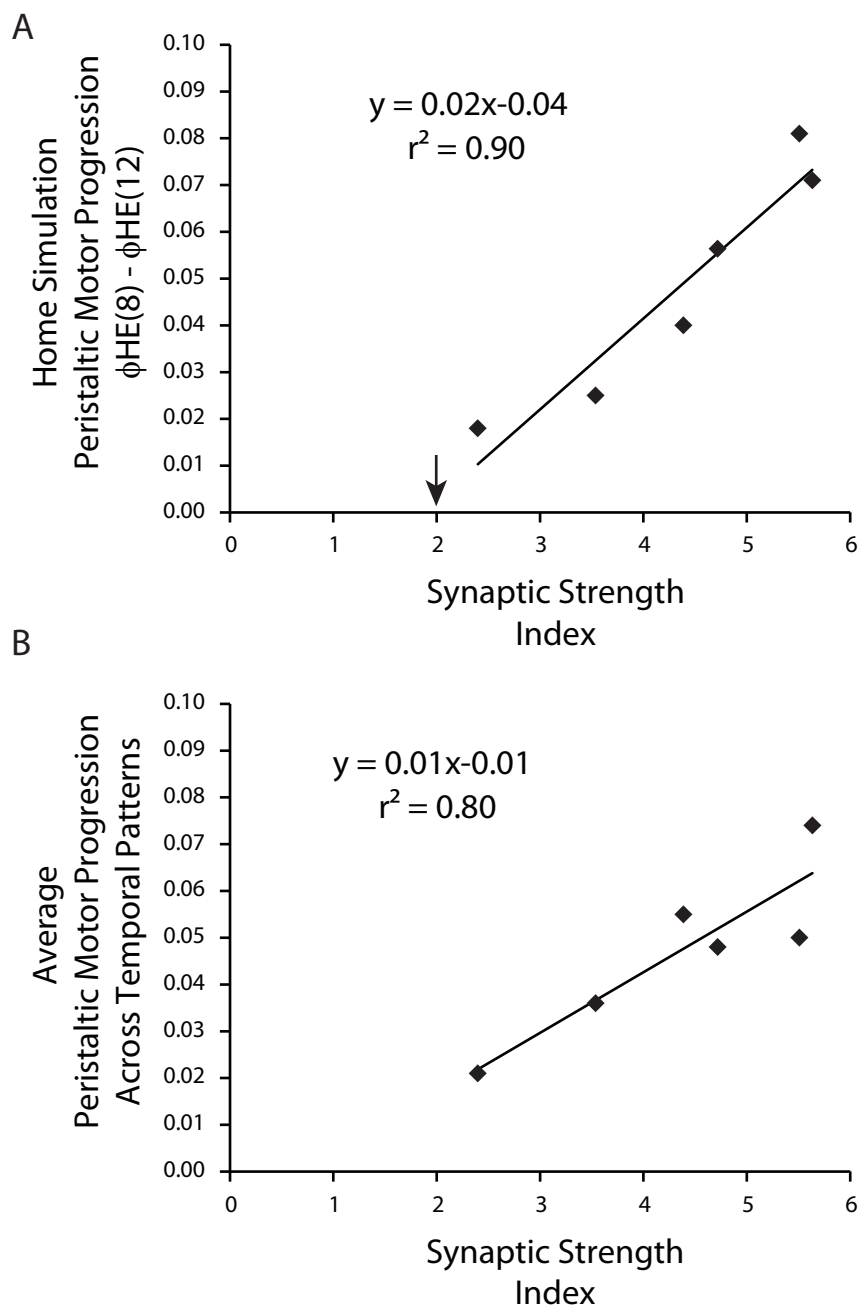 A
Home Simulation
Peristaltic Motor Progression
ϕHE(8) - ϕHE(12)
0.10
0.09
0.08
0.07
0.06
0.05
0.04
0.03
0.02
0.01
0.00
y = 0.02x-0.04
r² = 0.90
0 1 2 3 4 5 6
Synaptic Strength
Index
B
Average
Peristaltic Motor Progression
Across Temporal Patterns
0.10
0.09
0.08
0.07
0.06
0.05
0.04
0.03
0.02
0.01
0.00
y = 0.01x-0.01
r² = 0.80
0 1 2 3 4 5 6
Synaptic Strength
Index